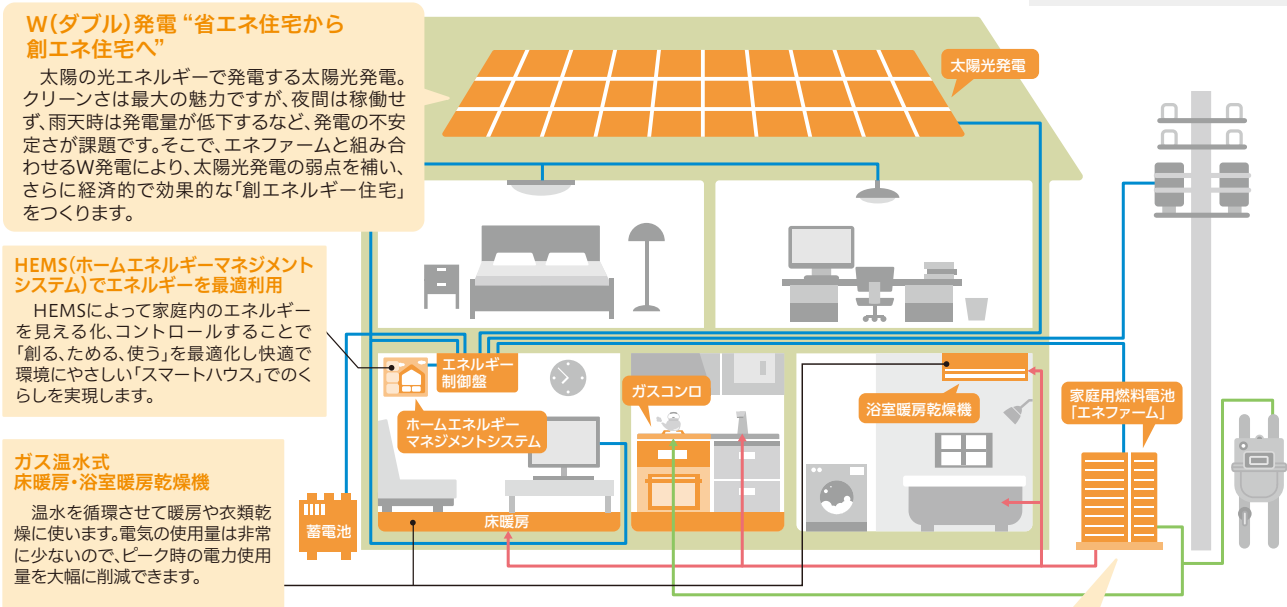 W(ダブル)発電 “省エネ住宅から
創エネ住宅へ”
太陽の光エネルギーで発電する太陽光発電。
クリーンさは最大の魅力ですが、夜間は稼働せ
ず、雨天時は発電量が低下するなど、発電の不安
定さが課題です。そこで、エネファームと組み合
わせるW発電により、太陽光発電の弱点を補い、
さらに経済的で効果的な「創エネルギー住宅」
をつくります。
太陽光発電
HEMS(ホームエネルギーマネジメント
システム)でエネルギーを最適利用
HEMSによって家庭内のエネルギー
を見える化、コントロールすることで
「創る、ためる、使う」を最適化し快適で
環境にやさしい「スマートハウス」でのく
らしを実現します。
エネルギー
制御盤
ホームエネルギー
マネジメントシステム
ガスコンロ
浴室暖房乾燥機
家庭用燃料電池
「エネファーム」
ガス温水式
床暖房・浴室暖房乾燥機
温水を循環させて暖房や衣類乾
燥に使います。電気の使用量は非常
に少ないので、ピーク時の電力使用
量を大幅に削減できます。
蓄電池
床暖房